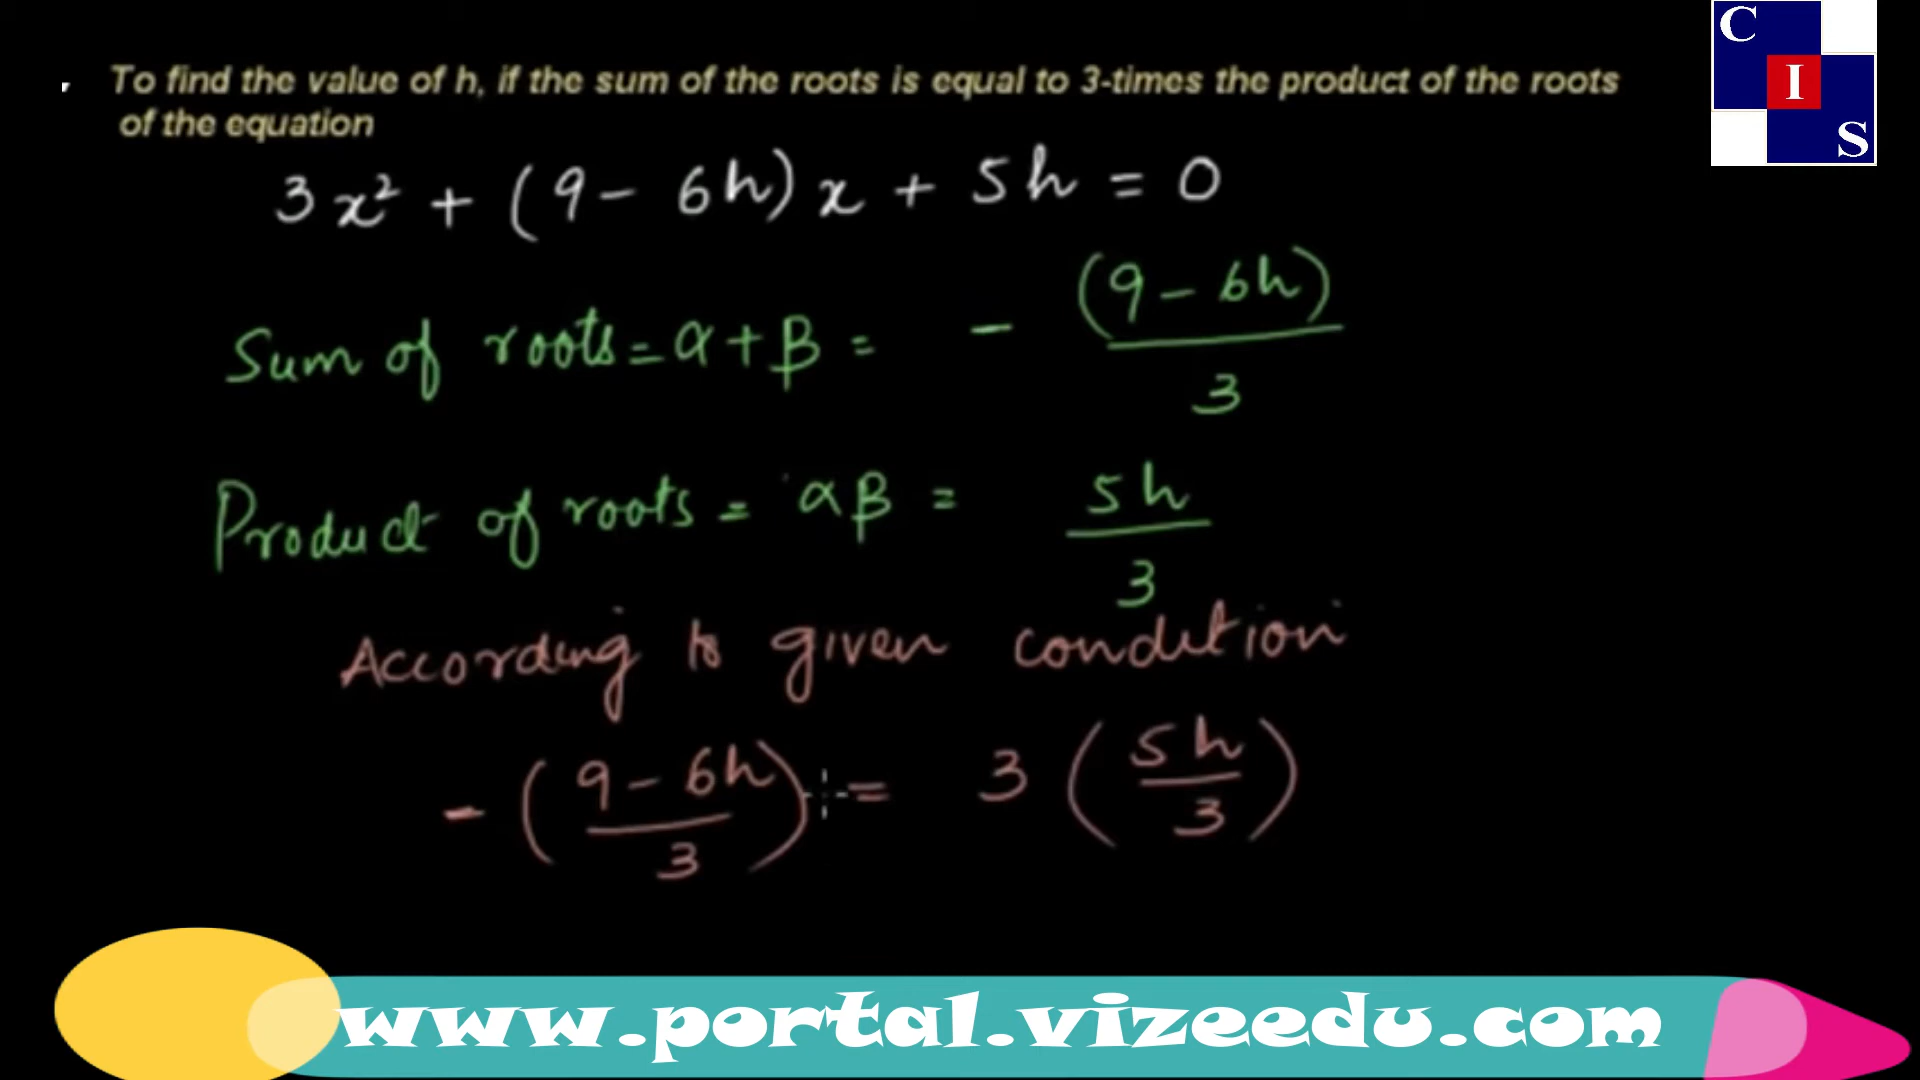 C
I
S
To find the value of h, if the sum of the roots is equal to 3-times the product of the roots
of the equation
3x² + (9 - 6h) x + 5h = 0
Sum of roots = α + β = - (9 - 6h) / 3
Product of roots = αβ = 5h / 3
According to given condition
- (9 - 6h / 3) = 3 (5h / 3)
www.portal.vizeedu.com